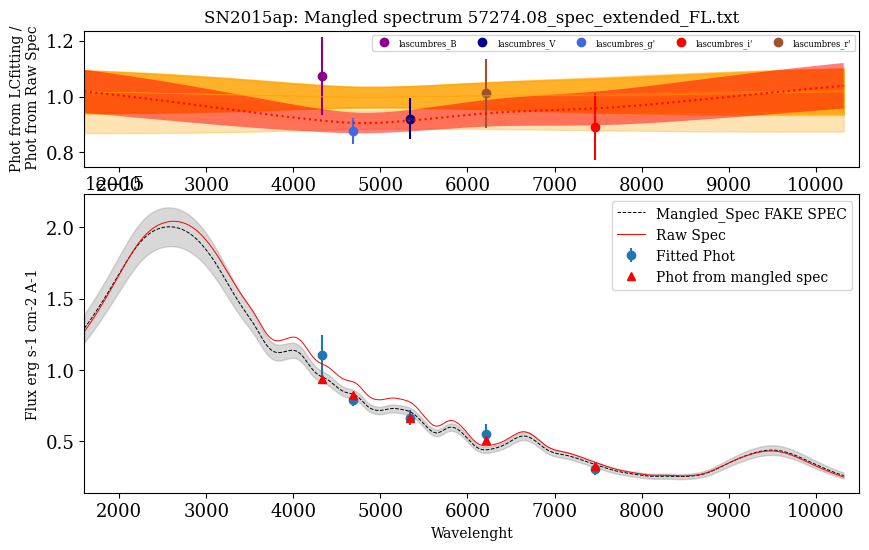 SN2015ap: Mangled spectrum 57274.08_spec_extended_FL.txt
Phot from LCfitting /
Phot from Raw Spec
1.2
1.0
0.8
lascumbres_B
lascumbres_V
lascumbres_g'
lascumbres_i'
lascumbres_r'
2000 3000 4000 5000 6000 7000 8000 9000 10000
1e−15
Flux erg s-1 cm-2 A-1
2.0
1.5
1.0
0.5
Mangled_Spec FAKE SPEC
Raw Spec
Fitted Phot
Phot from mangled spec
2000 3000 4000 5000 6000 7000 8000 9000 10000
Wavelenght